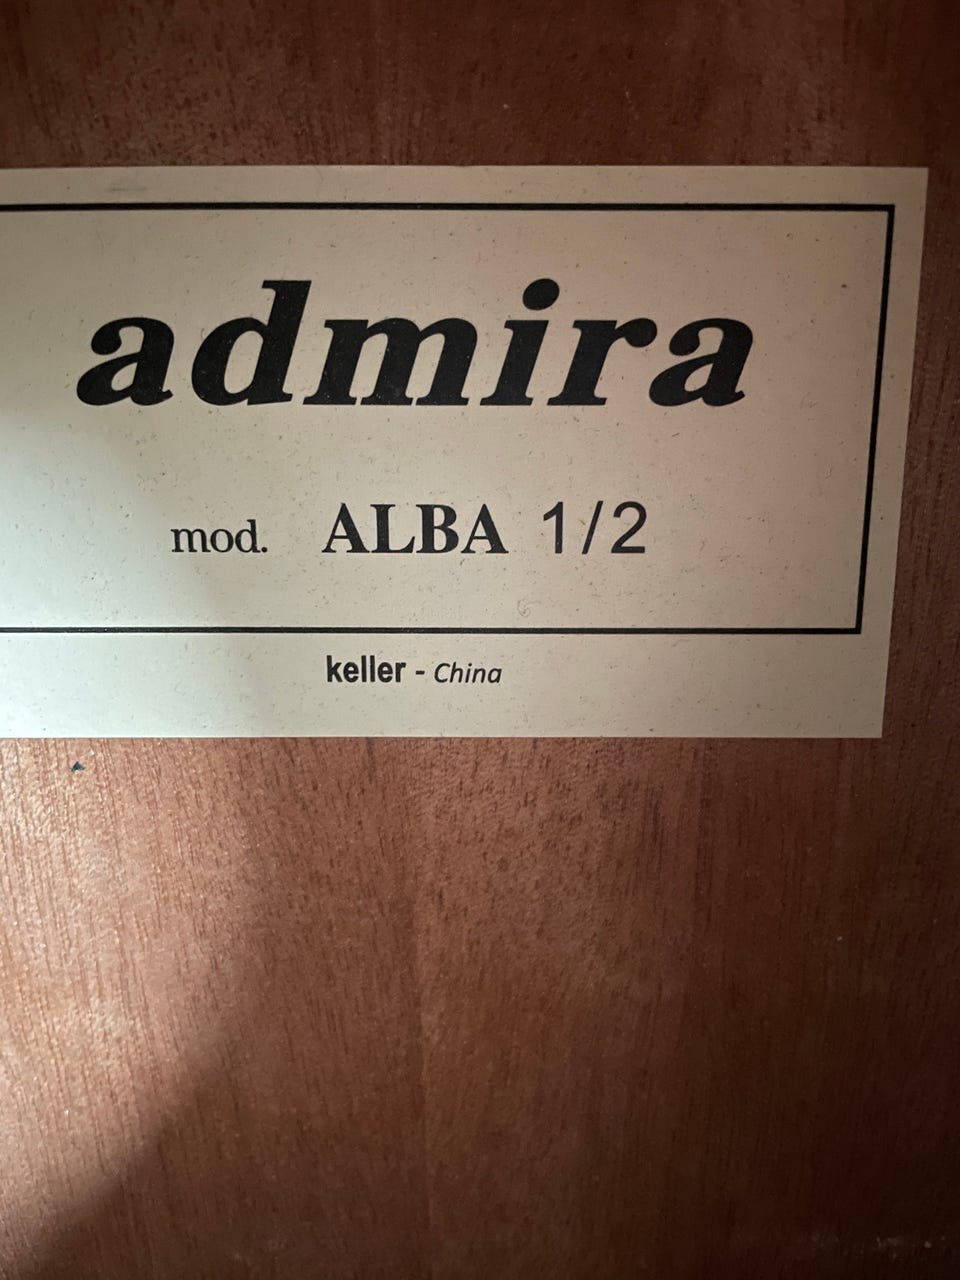 admira
mod. ALBA 1/2
keller - China